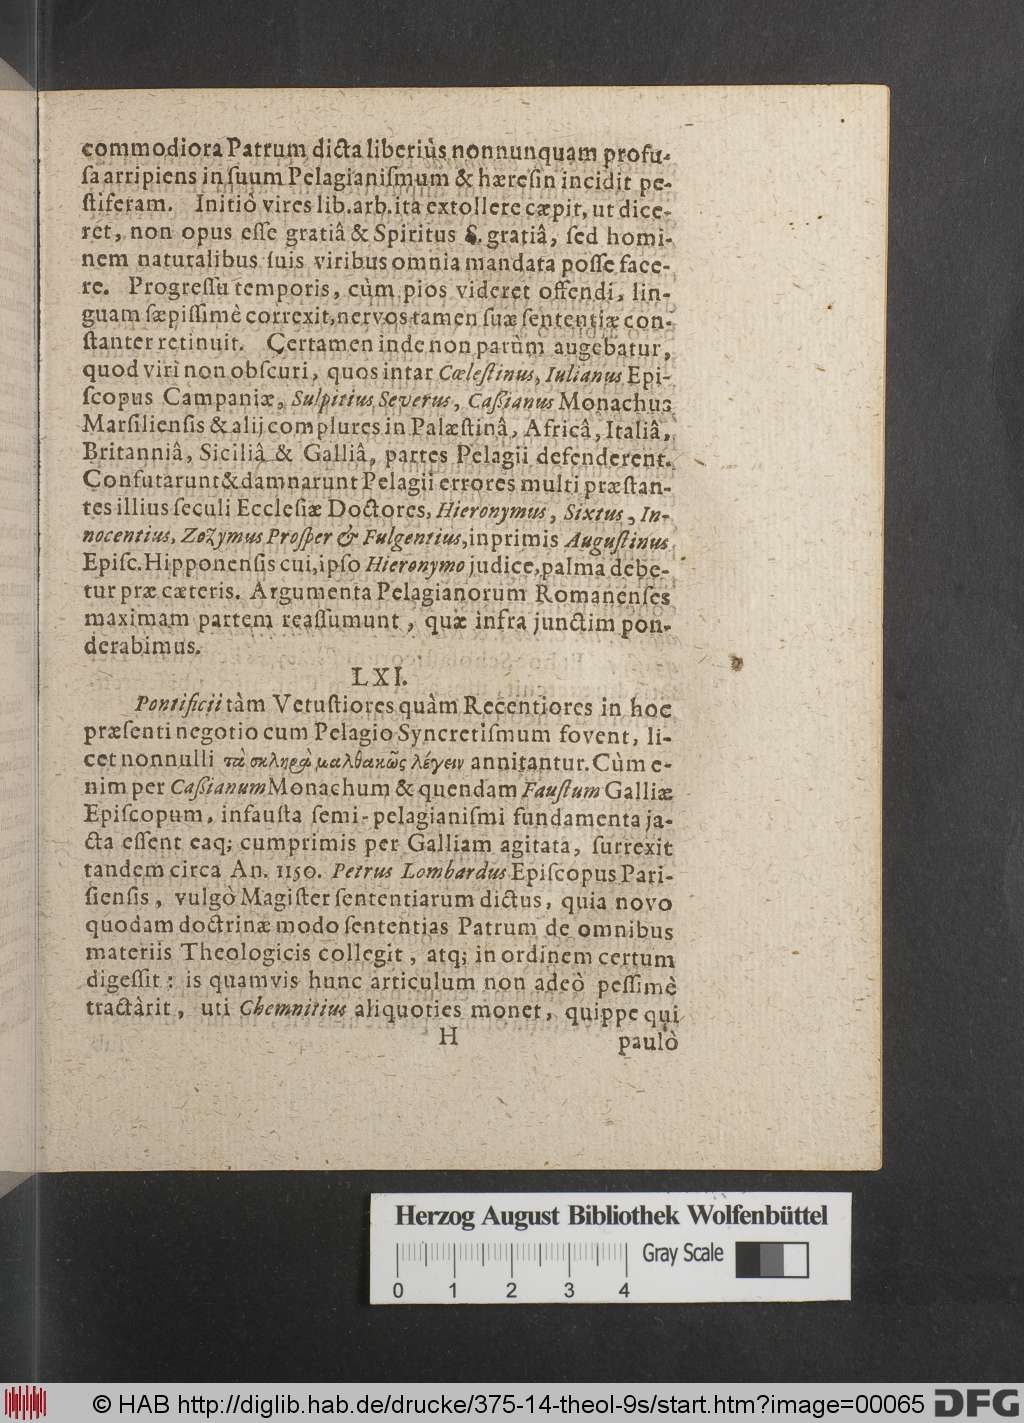 commodiora Patrum dicta liberiùs nonnunquam profu-
ſa arripiens in ſuum Pelagianiſmum & hæreſin incidit pe-
ſtiferam. Initiò vires lib. arb. ita extollere cæpit, ut dice-
ret, non opus eſſe gratiâ & Spiritus S. gratiâ, ſed homi-
nem naturalibus ſuis viribus omnia mandata poſſe face-
re. Progreſſu temporis, cùm pios videret offendi, lin-
guam ſæpiſſimè correxit, nervos tamen ſuæ ſententiæ con-
ſtanter retinuit. Certamen inde non parùm augebatur,
quod viri non obſcuri, quos intar Cœleſtinus, Iulianus Epi-
ſcopus Campaniæ, Sulpitius Severus, Caßianus Monachus
Marſilienſis & alij complures in Palæſtinâ, Africâ, Italiâ,
Britanniâ, Siciliâ & Galliâ, partes Pelagii defenderent.
Confutarunt & damnarunt Pelagii errores multi præſtan-
tes illius ſeculi Eccleſiæ Doctores, Hieronymus, Sixtus, In-
nocentius, Zozymus Proſper & Fulgentius, inprimis Auguſtinus
Epiſc. Hipponenſis cui, ipſo Hieronymo judice, palma debe-
tur præ cæteris. Argumenta Pelagianorum Romanenſes
maximam partem reaſſumunt, quæ infra junctim pon-
derabimus.
LXI.
Pontificii tàm Vetuſtiores quàm Recentiores in hoc
præſenti negotio cum Pelagio Syncretiſmum fovent, li-
cet nonnulli τὰ σκληρὰ μαλθακῶς λέγειν annitantur. Cùm e-
nim per Caßianum Monachum & quendam Fauſtum Galliæ
Epiſcopum, infauſta ſemi-pelagianiſmi fundamenta ja-
cta eſſent eaq; cumprimis per Galliam agitata, ſurrexit
tandem circa An. 1150. Petrus Lombardus Epiſcopus Pari-
ſienſis, vulgò Magiſter ſententiarum dictus, quia novo
quodam doctrinæ modo ſententias Patrum de omnibus
materiis Theologicis collegit, atq; in ordinem certum
digeſſit: is quamvis hunc articulum non adeò peſſimè
tractàrit, uti Chemnitius aliquoties monet, quippe qui
H paulò
Herzog August Bibliothek Wolfenbüttel
Gray Scale
0 1 2 3 4
© HAB http://diglib.hab.de/drucke/375-14-theol-9s/start.htm?image=00065 DFG